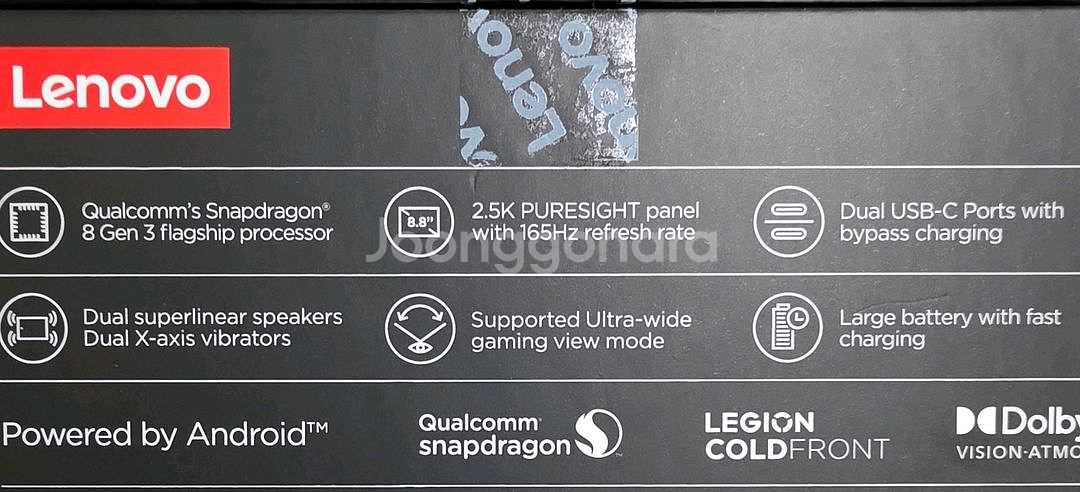 Lenovo
Lenovo
Qualcomm's Snapdragon®
8 Gen 3 flagship processor
8.8"
2.5K PURESIGHT panel
with 165Hz refresh rate
Dual USB-C Ports with
bypass charging
Joonggonara
Dual superlinear speakers
Dual X-axis vibrators
Supported Ultra-wide
gaming view mode
Large battery with fast
charging
Powered by Android™
Qualcomm
snapdragon
LEGION
COLDFRONT
Dolby
VISION·ATMO